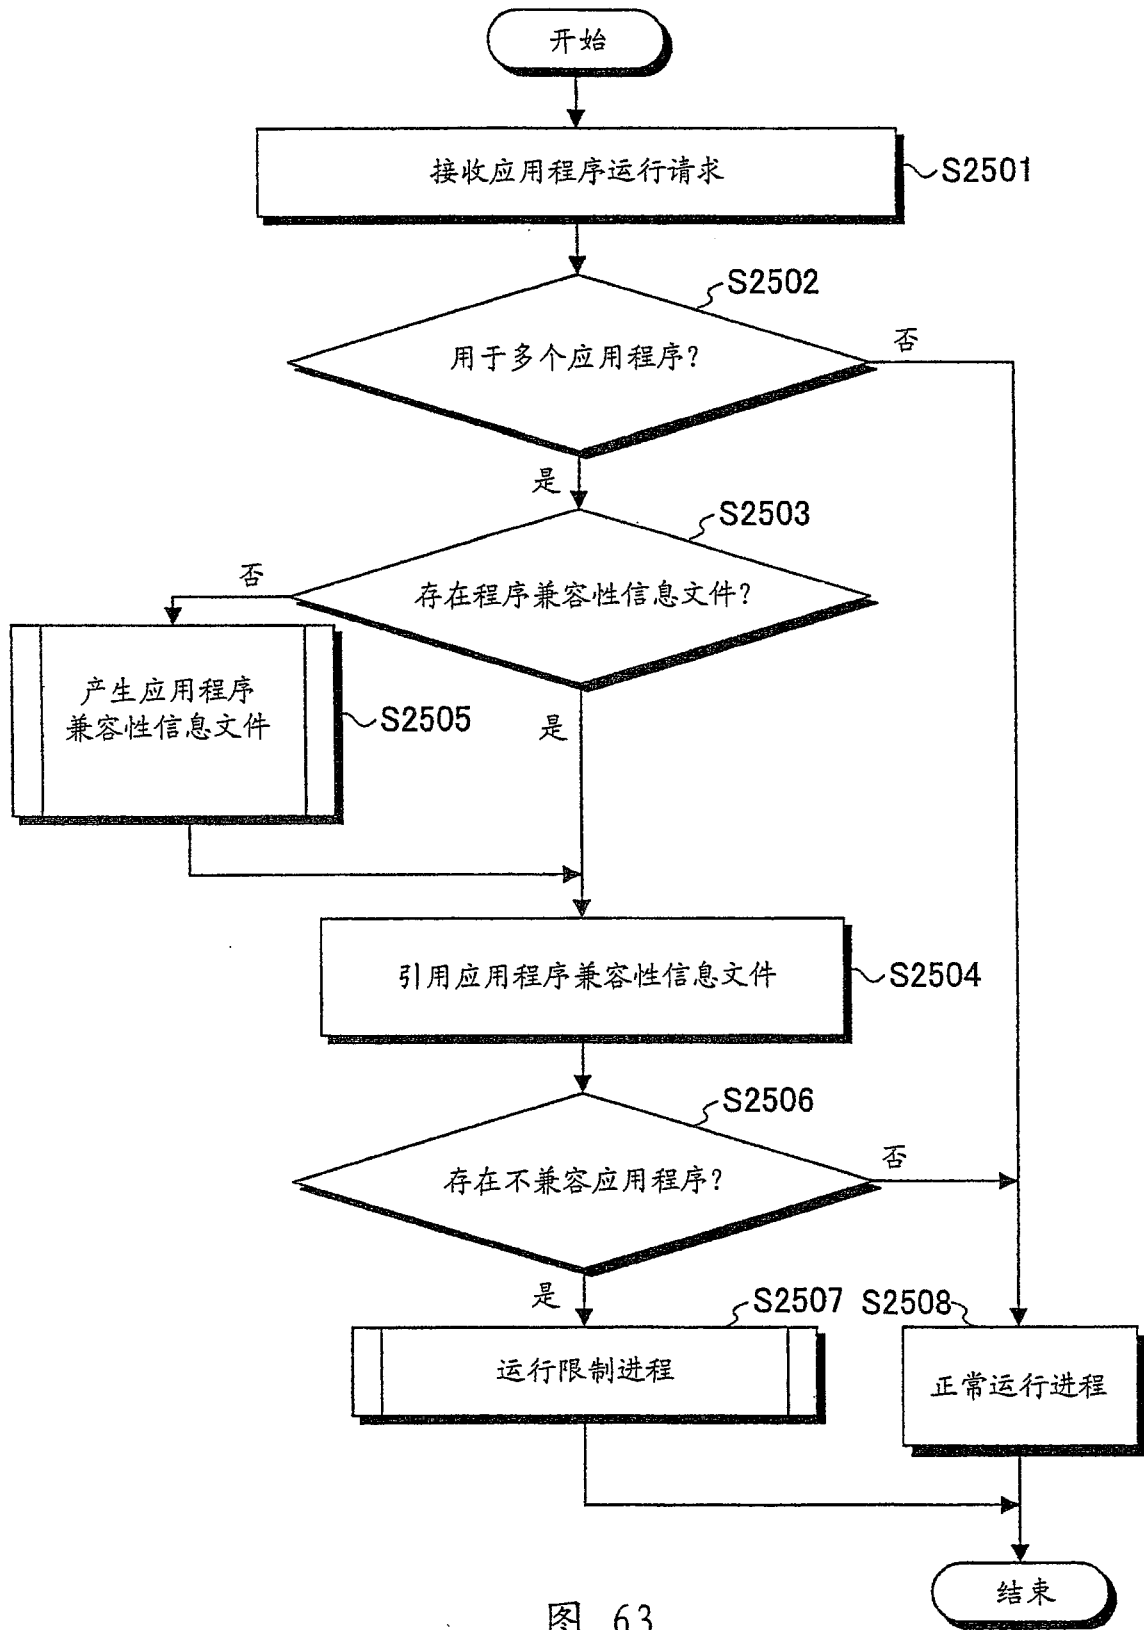 开始
接收应用程序运行请求
S2501
S2502
用于多个应用程序?
否
是
S2503
否
存在程序兼容性信息文件?
产生应用程序
兼容性信息文件
S2505
是
引用应用程序兼容性信息文件
S2504
S2506
存在不兼容应用程序?
否
是
S2507
S2508
运行限制进程
正常运行进程
结束
图 63